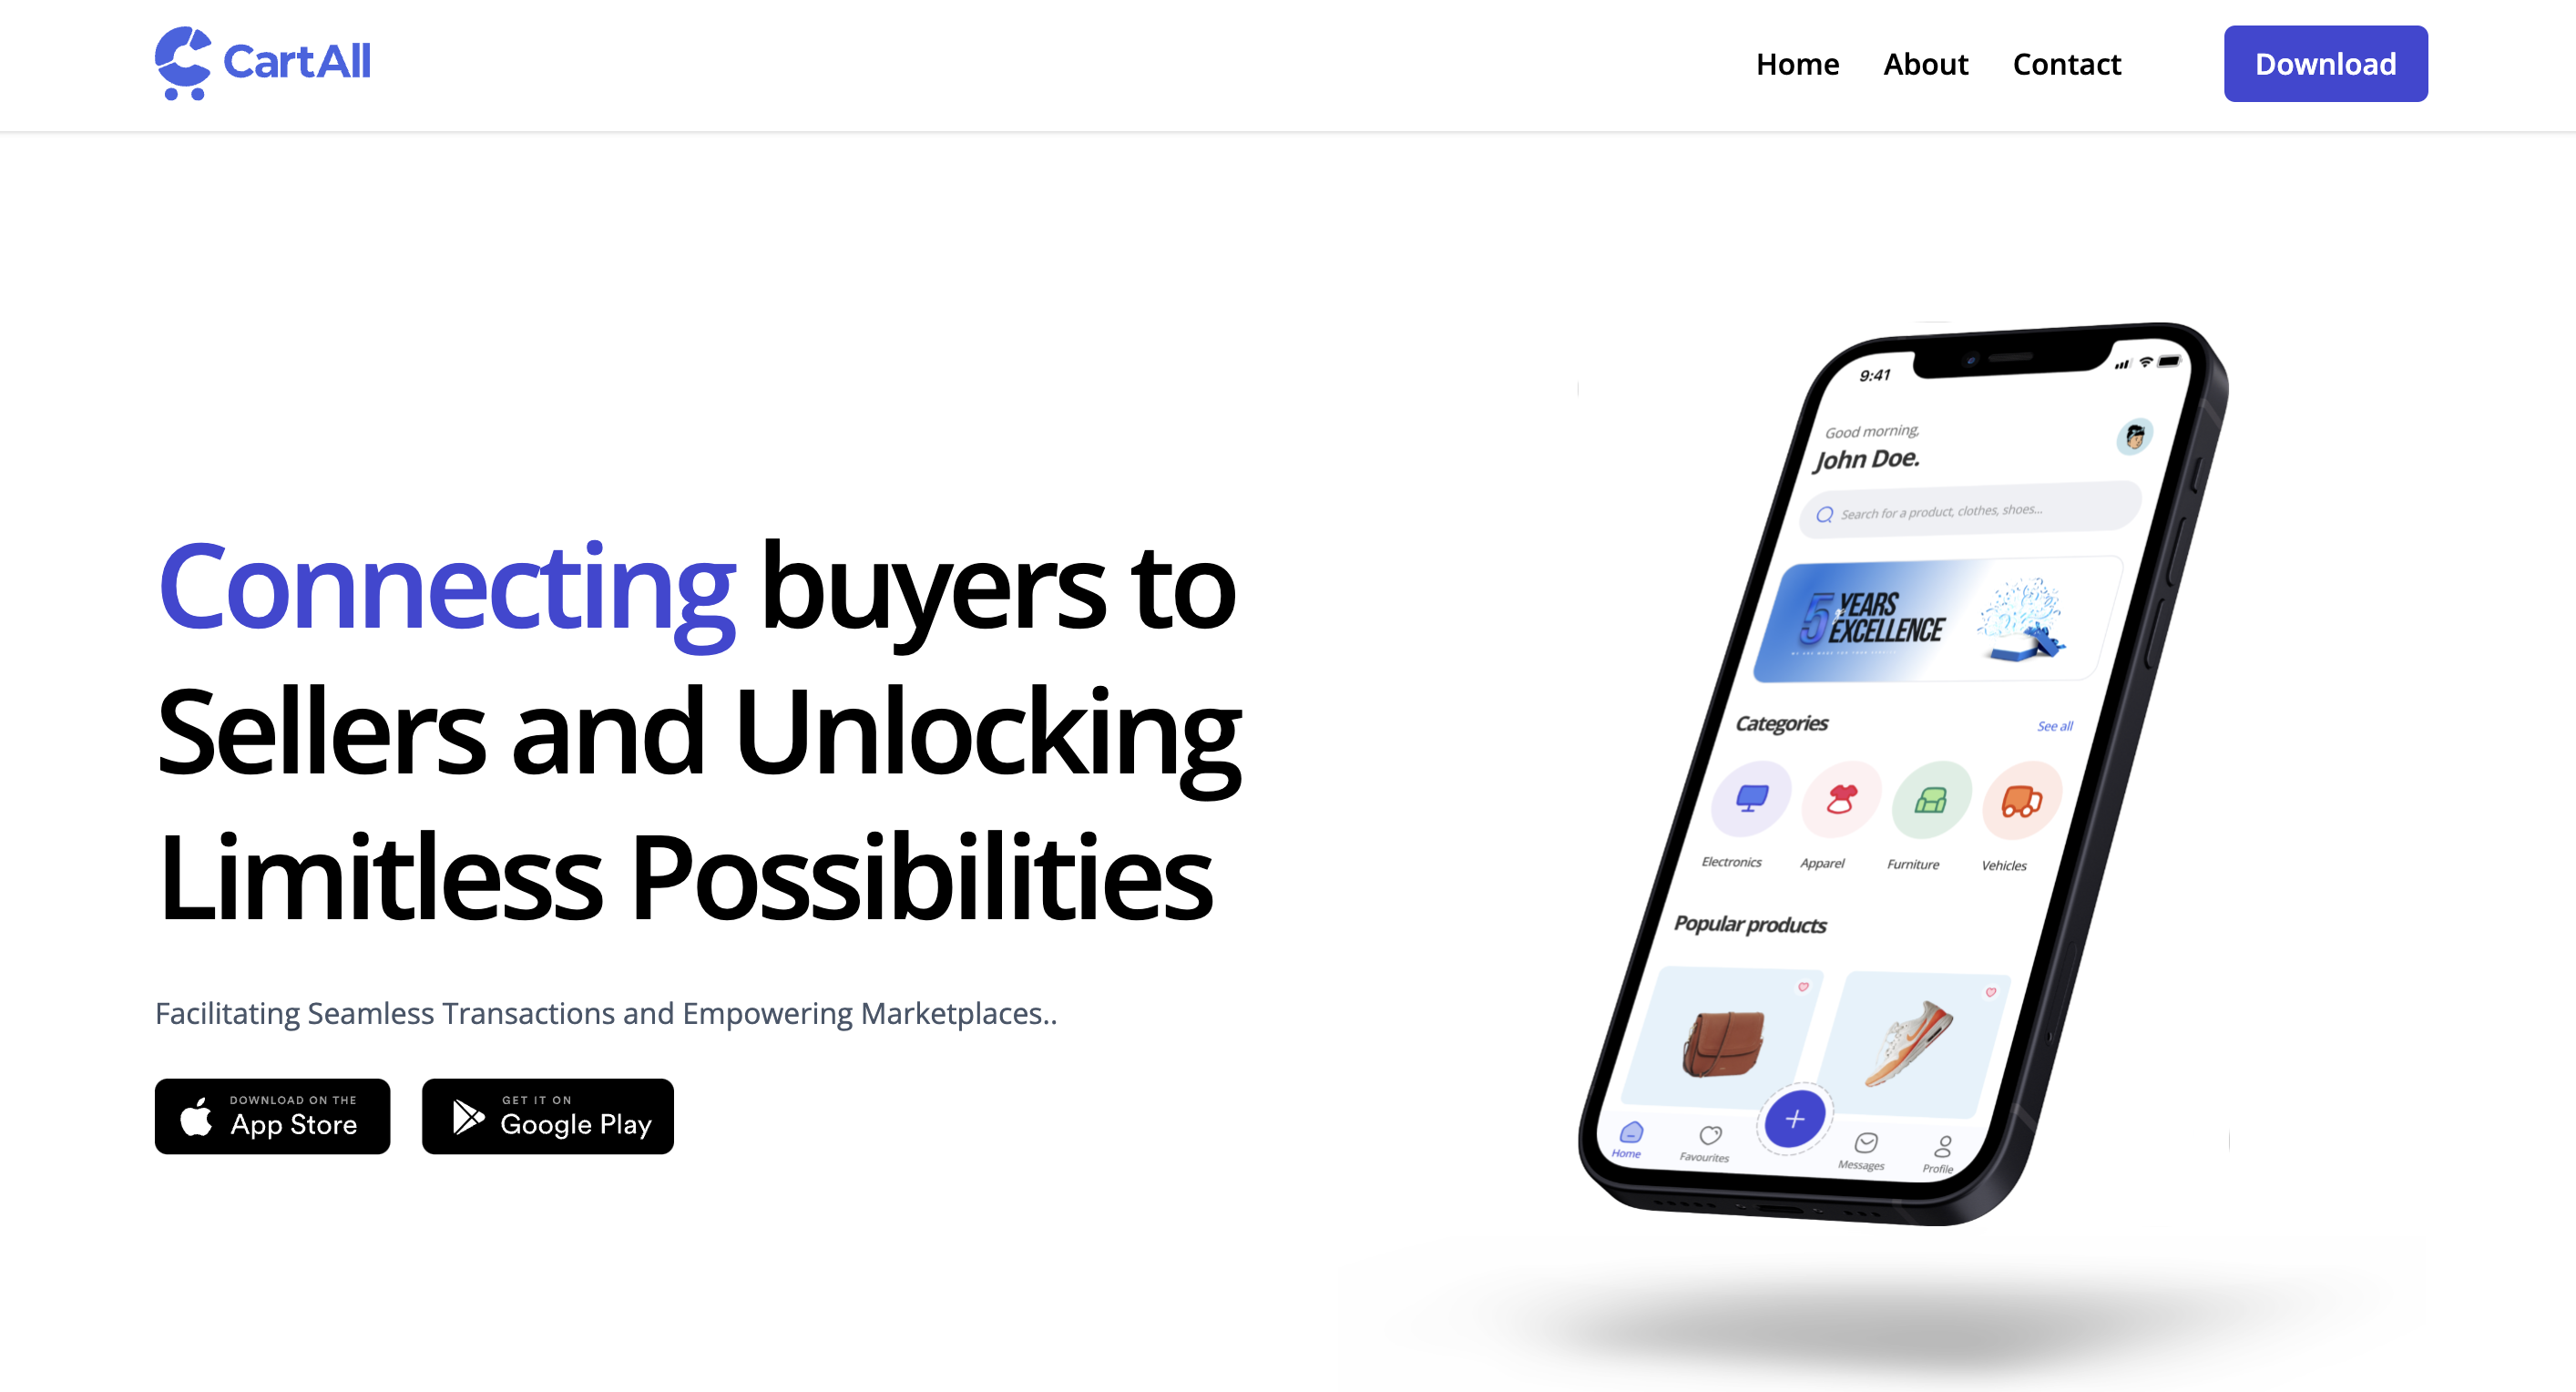 CartAll
Home About Contact Download
Connecting buyers to
Sellers and Unlocking
Limitless Possibilities
Facilitating Seamless Transactions and Empowering Marketplaces..
DOWNLOAD ON THE
App Store
GET IT ON
Google Play
9:41
Good morning,
John Doe.
Search for a product, clothes, shoes...
5 YEARS
EXCELLENCE
Categories See all
Electronics Apparel Furniture Vehicles
Popular products
Home Favourites Messages Profile